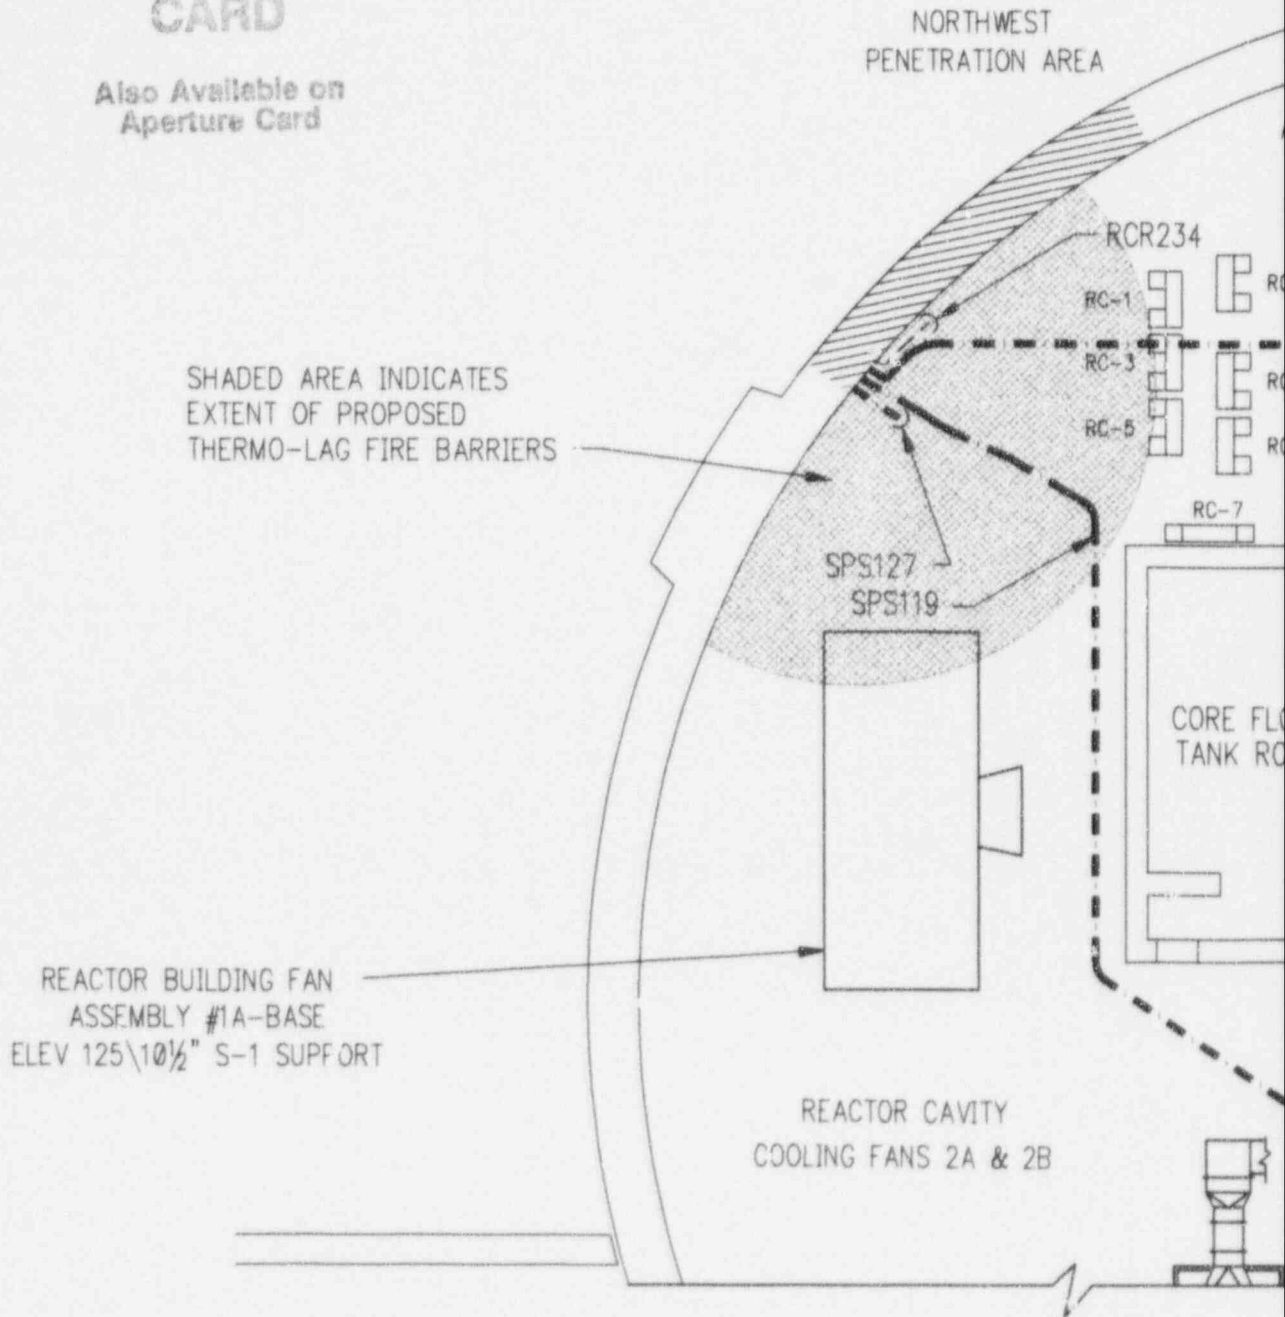 CARD
Also Available on
Aperture Card
NORTHWEST
PENETRATION AREA
RCR234
RC-1
RC-3
RC-5
RC-7
SHADED AREA INDICATES
EXTENT OF PROPOSED
THERMO-LAG FIRE BARRIERS
SPS127
SPS119
CORE
TANK
REACTOR BUILDING FAN
ASSEMBLY #1A-BASE
ELEV 125\10½" S-1 SUPPORT
REACTOR CAVITY
COOLING FANS 2A & 2B